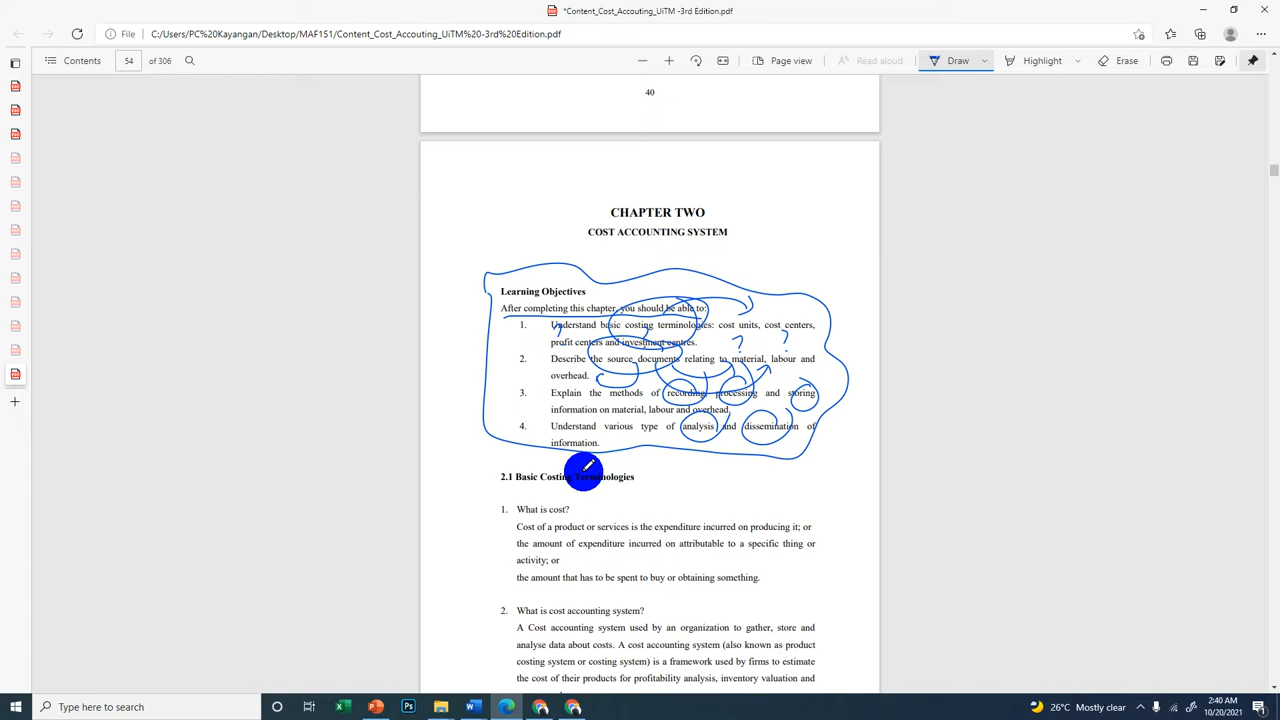 *Content_Cost_Accouting_UiTM -3rd Edition.pdf
File
C:/Users/PC%20Kayangan/Desktop/MAF151/Content_Cost_Accouting_UiTM%20-3rd%20Edition.pdf
Contents
54
of 306
Page view
Read aloud
Draw
Highlight
Erase
40
CHAPTER TWO
COST ACCOUNTING SYSTEM
Learning Objectives
After completing this chapter, you should be able to:
1. Understand basic costing terminologies: cost units, cost centers,
profit centers and investment centres.
2. Describe the source documents relating to material, labour and
overhead.
3. Explain the methods of recording, processing and storing
information on material, labour and overhead.
4. Understand various type of analysis and dissemination of
information.
2.1 Basic Costing Terminologies
1. What is cost?
Cost of a product or services is the expenditure incurred on producing it; or
the amount of expenditure incurred on attributable to a specific thing or
activity; or
the amount that has to be spent to buy or obtaining something.
2. What is cost accounting system?
A Cost accounting system used by an organization to gather, store and
analyse data about costs. A cost accounting system (also known as product
costing system or costing system) is a framework used by firms to estimate
the cost of their products for profitability analysis, inventory valuation and
Type here to search
26°C Mostly clear
2:40 AM
10/20/2021